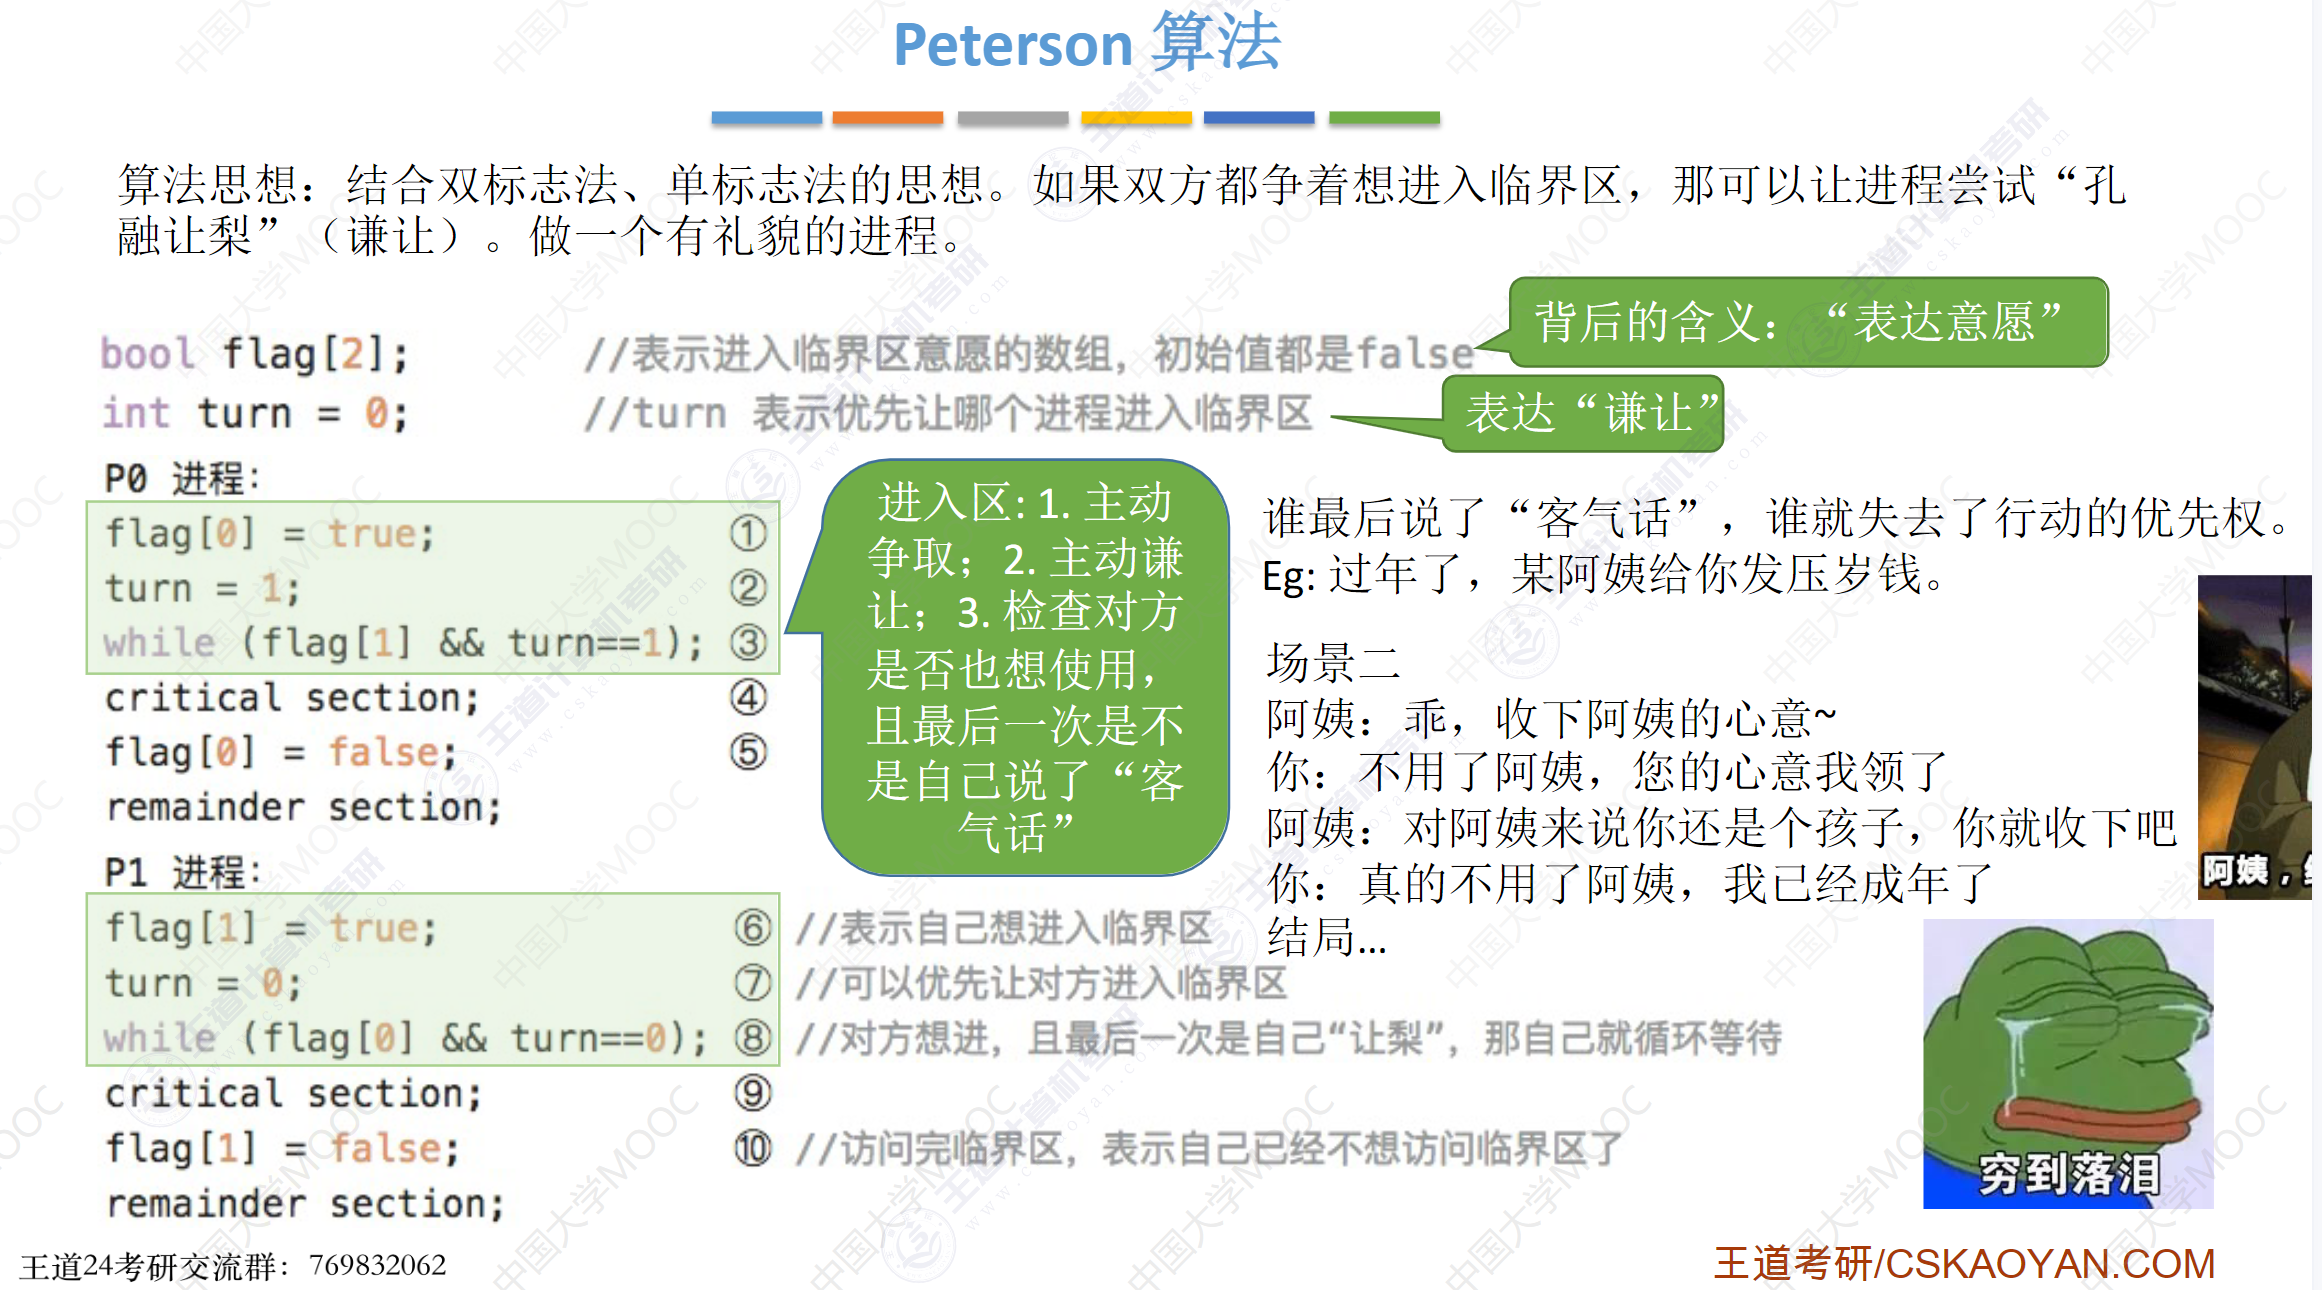 Peterson 算法
算法思想：结合双标志法、单标志法的思想。如果双方都争着想进入临界区，那可以让进程尝试“孔
融让梨”（谦让）。做一个有礼貌的进程。
背后的含义：“表达意愿”
bool flag[2]; //表示进入临界区意愿的数组，初始值都是false
int turn = 0; //turn 表示优先让哪个进程进入临界区
表达“谦让”
P0 进程：
flag[0] = true; ①
turn = 1; ②
while (flag[1] && turn==1); ③
critical section; ④
flag[0] = false; ⑤
remainder section;
进入区: 1. 主动
争取；2. 主动谦
让；3. 检查对方
是否也想使用，
且最后一次是不
是自己说了“客
气话”
谁最后说了“客气话”，谁就失去了行动的优先权。
Eg: 过年了，某阿姨给你发压岁钱。
场景二
阿姨：乖，收下阿姨的心意~
你：不用了阿姨，您的心意我领了
阿姨：对阿姨来说你还是个孩子，你就收下吧
你：真的不用了阿姨，我已经成年了
结局...
阿姨，
P1 进程：
flag[1] = true; ⑥ //表示自己想进入临界区
turn = 0; ⑦ //可以优先让对方进入临界区
while (flag[0] && turn==0); ⑧ //对方想进，且最后一次是自己“让梨”，那自己就循环等待
critical section; ⑨
flag[1] = false; ⑩ //访问完临界区，表示自己已经不想访问临界区了
remainder section;
穷到落泪
王道24考研交流群：769832062
王道考研/CSKAOYAN.COM